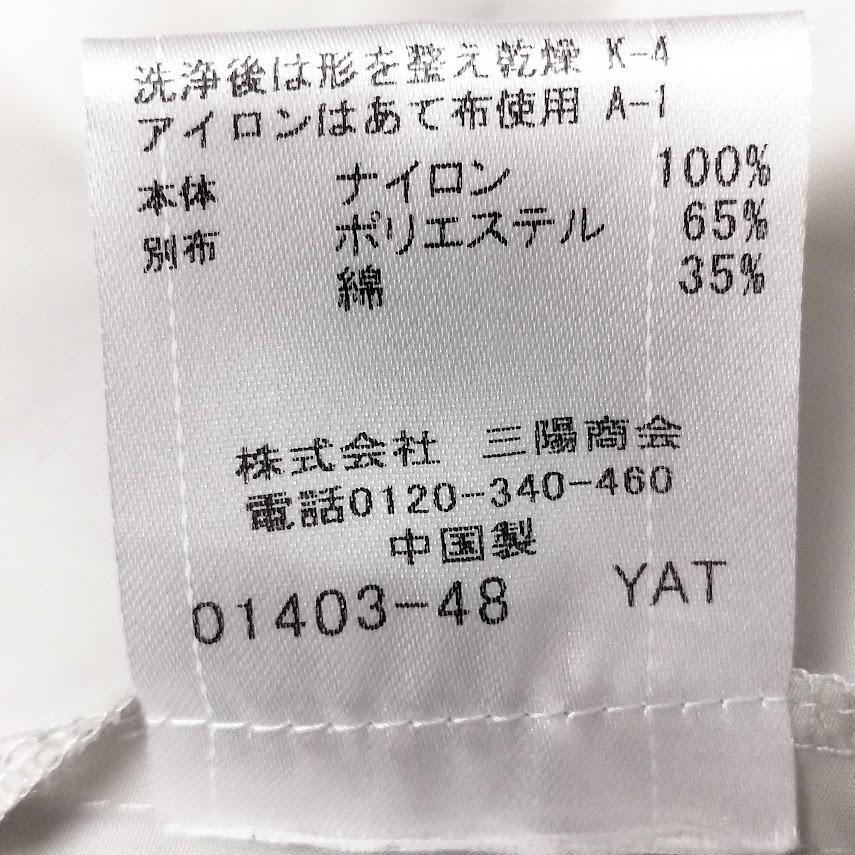 洗浄後は形を整え乾燥 K-4
アイロンはあて布使用 A-1
本体 ナイロン 100%
別布 ポリエステル 65%
綿 35%
株式会社 三陽商会
電話0120-340-460
中国製
01403-48 YAT